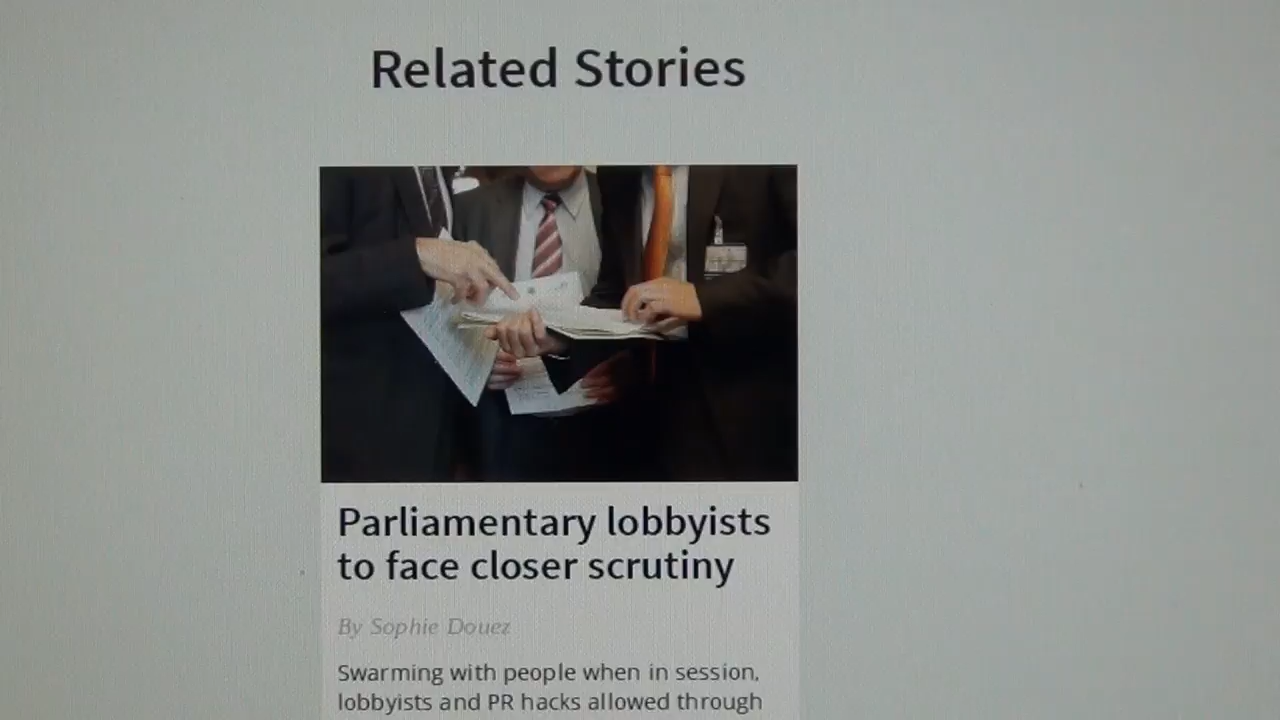 Related Stories
Parliamentary lobbyists
to face closer scrutiny
By Sophie Douez
Swarming with people when in session,
lobbyists and PR hacks allowed through